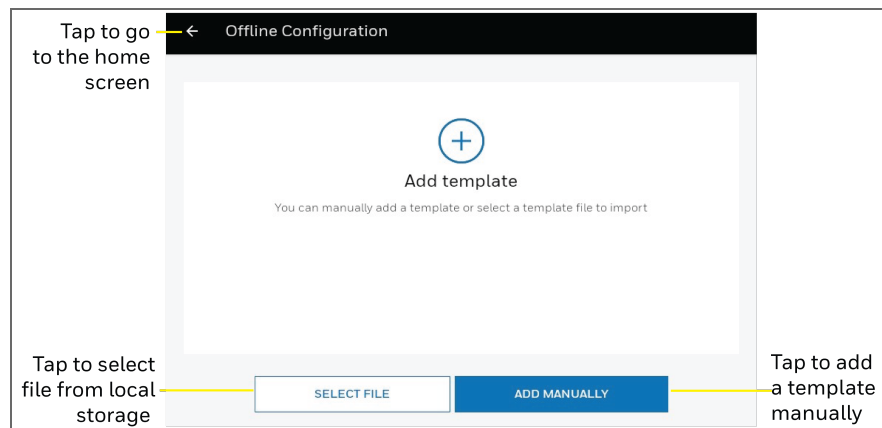 Tap to go
to the home
screen
Offline Configuration
Add template
You can manually add a template or select a template file to import
Tap to select
file from local
storage
SELECT FILE
ADD MANUALLY
Tap to add
a template
manually